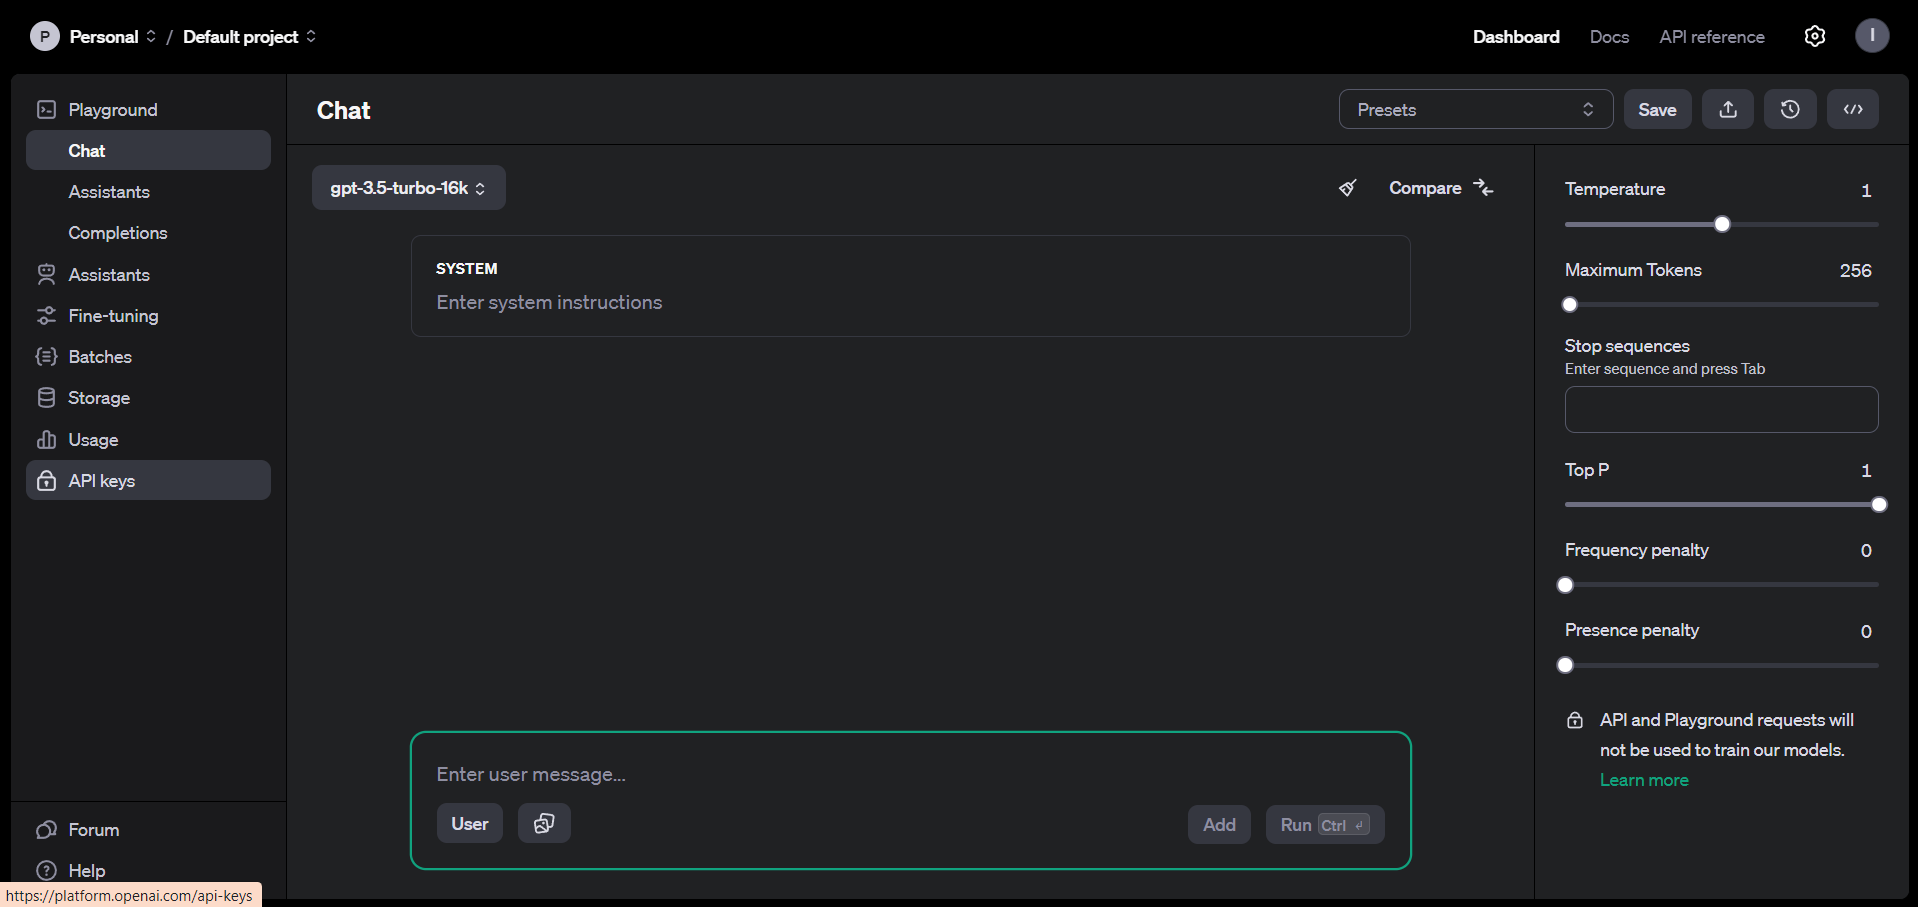 P Personal / Default project
Dashboard Docs API reference I
Playground
Chat
Assistants
Completions
Assistants
Fine-tuning
Batches
Storage
Usage
API keys
Forum
Help
https://platform.openai.com/api-keys
Chat
Presets Save
gpt-3.5-turbo-16k
Compare
SYSTEM
Enter system instructions
Enter user message...
User
Add Run Ctrl ↵
Temperature 1
Maximum Tokens 256
Stop sequences
Enter sequence and press Tab
Top P 1
Frequency penalty 0
Presence penalty 0
API and Playground requests will
not be used to train our models.
Learn more